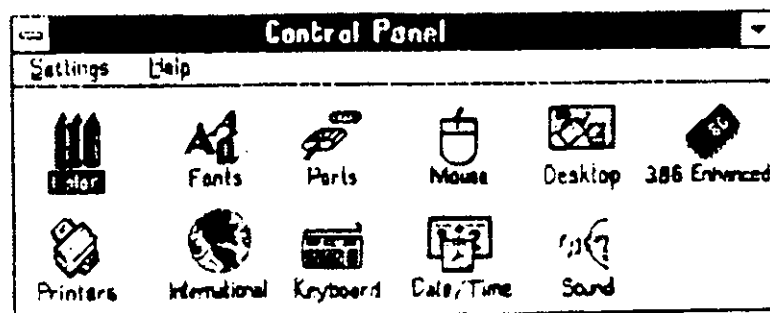 Control Panel
Settings Help
Color Fonts Ports Mouse Desktop 386 Enhanced
Printers International Keyboard Date/Time Sound